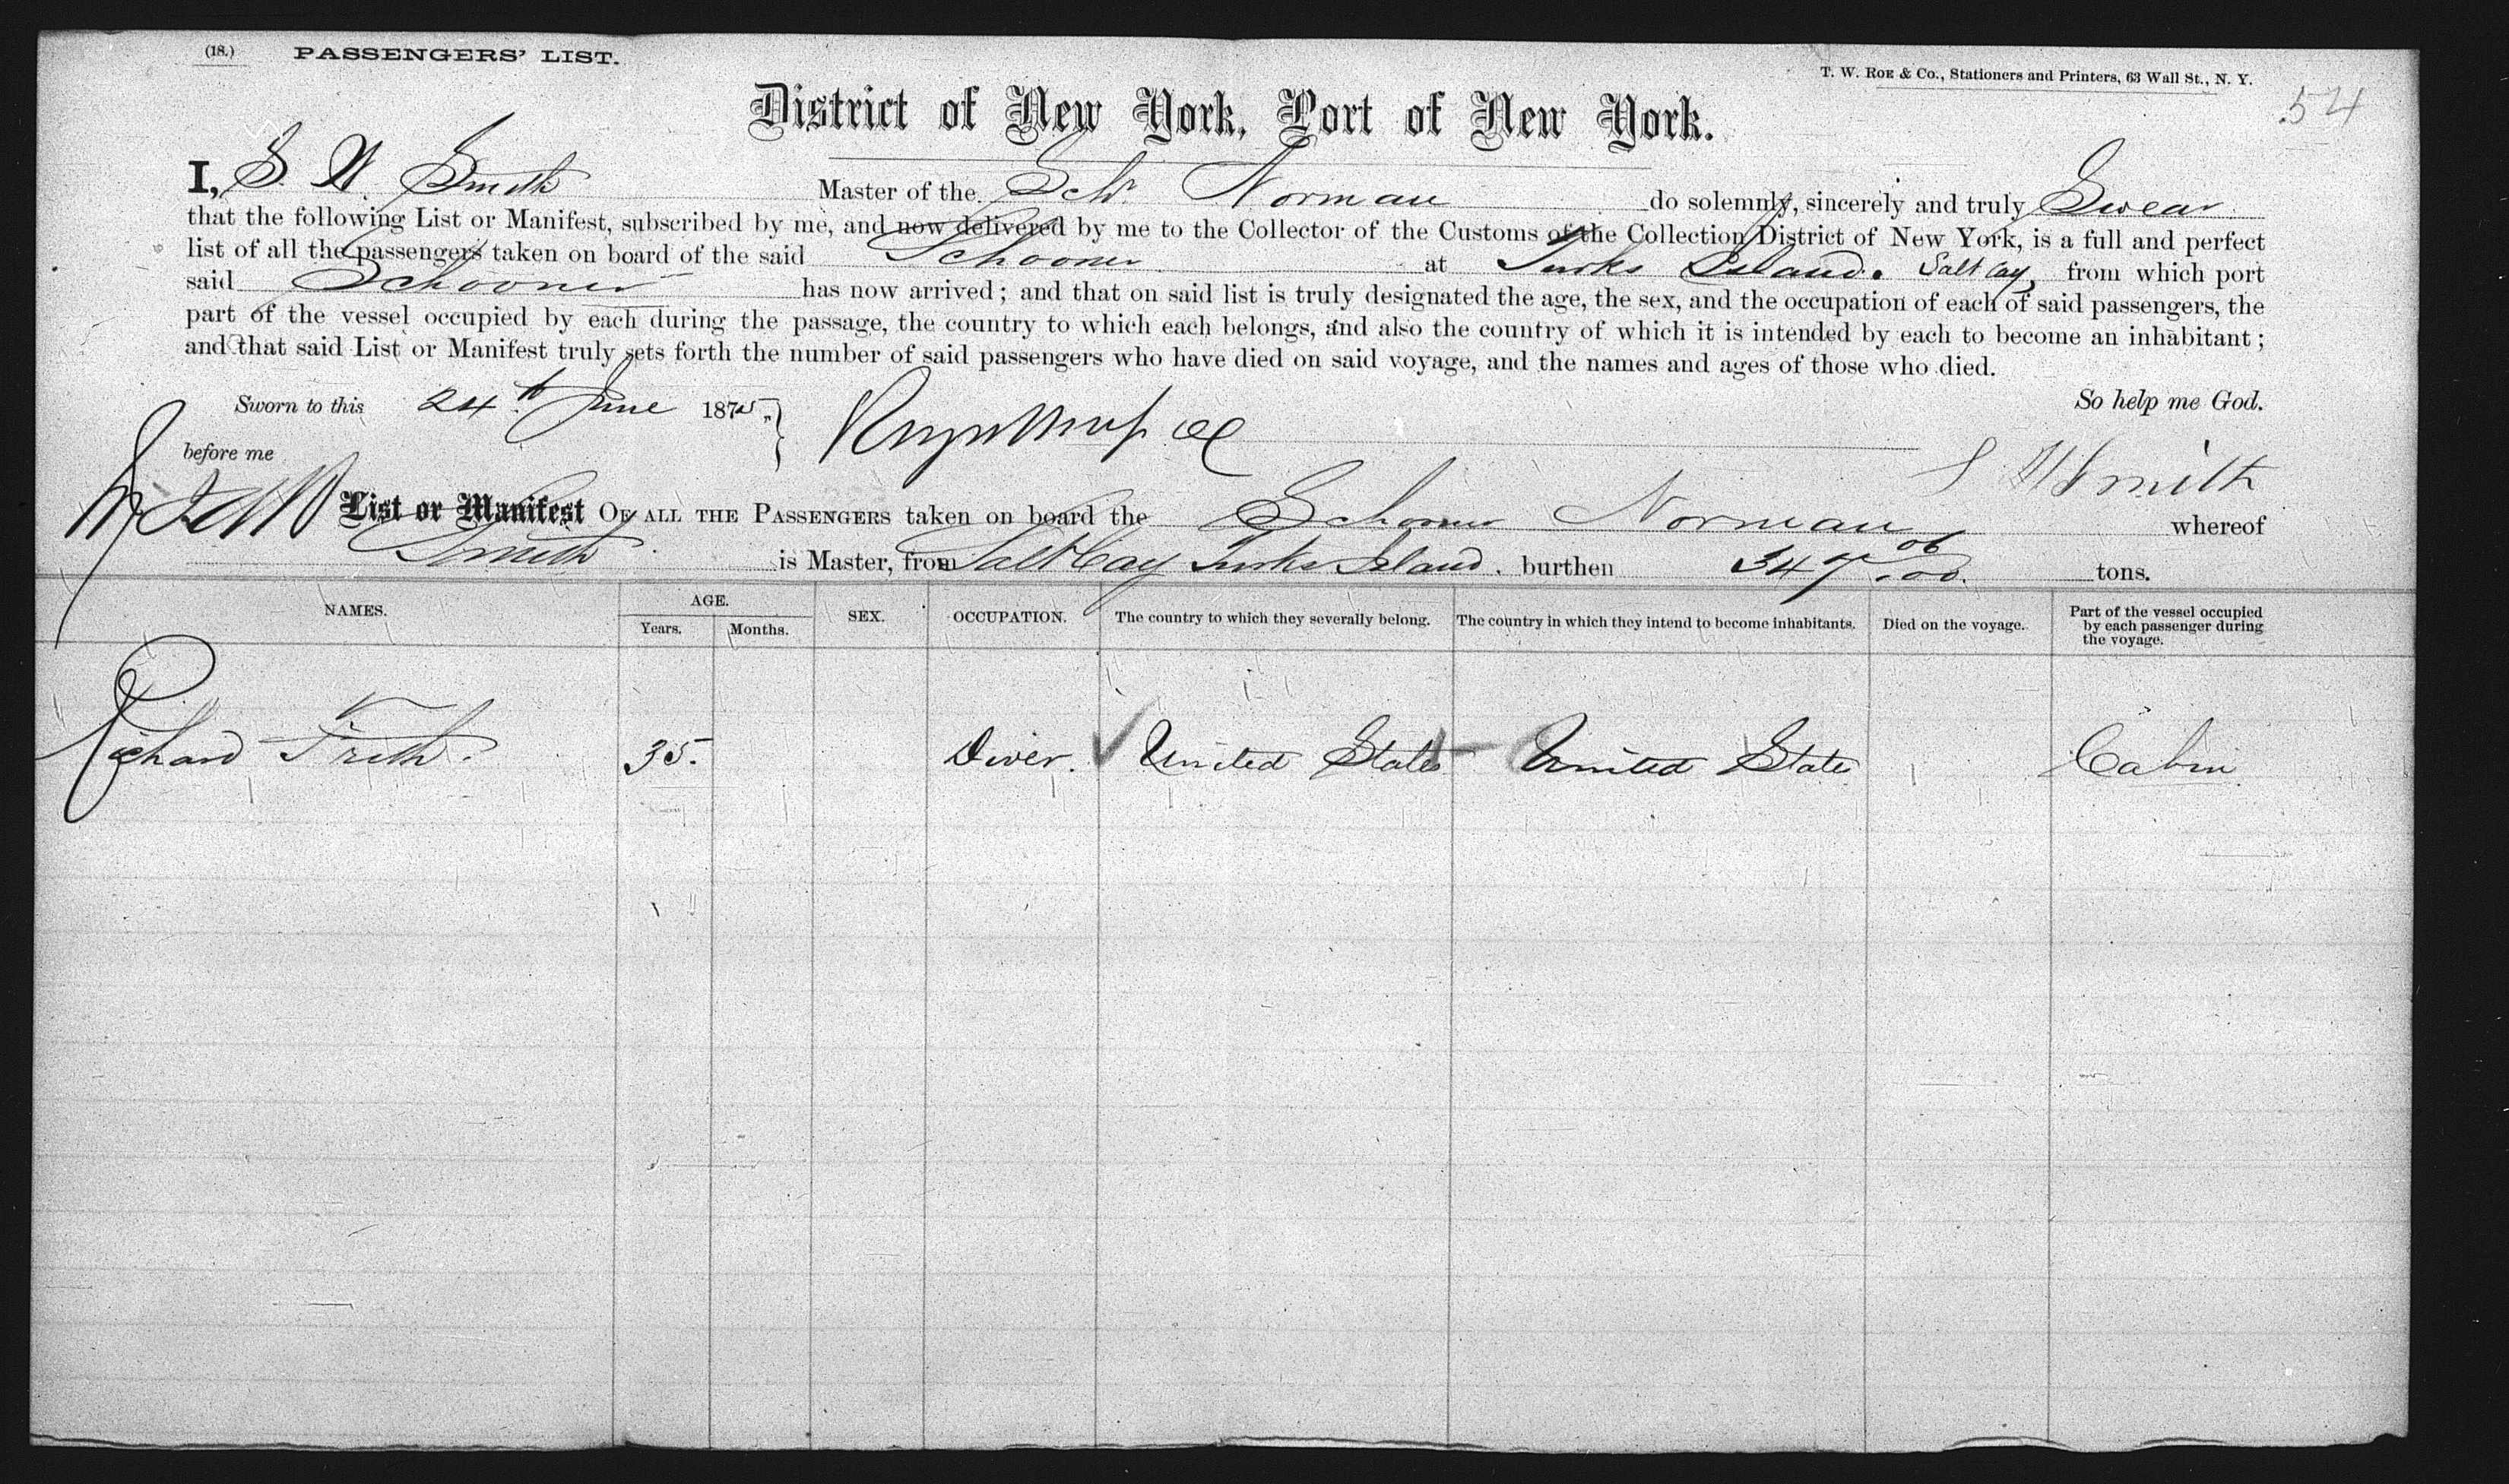 (18.) PASSENGERS' LIST.
T. W. ROE & Co., Stationers and Printers, 63 Wall St., N. Y.
54
District of New York, Port of New York.
I, S. W. Smith Master of the Schr. Norman do solemnly, sincerely and truly Swear
that the following List or Manifest, subscribed by me, and now delivered by me to the Collector of the Customs of the Collection District of New York, is a full and perfect
list of all the passengers taken on board of the said Schooner at Turks Island. Salt Cay, from which port
said Schooner has now arrived; and that on said list is truly designated the age, the sex, and the occupation of each of said passengers, the
part of the vessel occupied by each during the passage, the country to which each belongs, and also the country of which it is intended by each to become an inhabitant;
and that said List or Manifest truly sets forth the number of said passengers who have died on said voyage, and the names and ages of those who died.
Sworn to this 24th June 1875. So help me God.
before me
S W Smith
List or Manifest OF ALL THE PASSENGERS taken on board the Schooner Norman whereof
Smith is Master, from Salt Cay Turks Island. burthen 347 tons.
NAMES. AGE. Years. Months. SEX. OCCUPATION. The country to which they severally belong. The country in which they intend to become inhabitants. Died on the voyage. Part of the vessel occupied by each passenger during the voyage.
Richard Frith. 35. Diver. United States United States Cabin